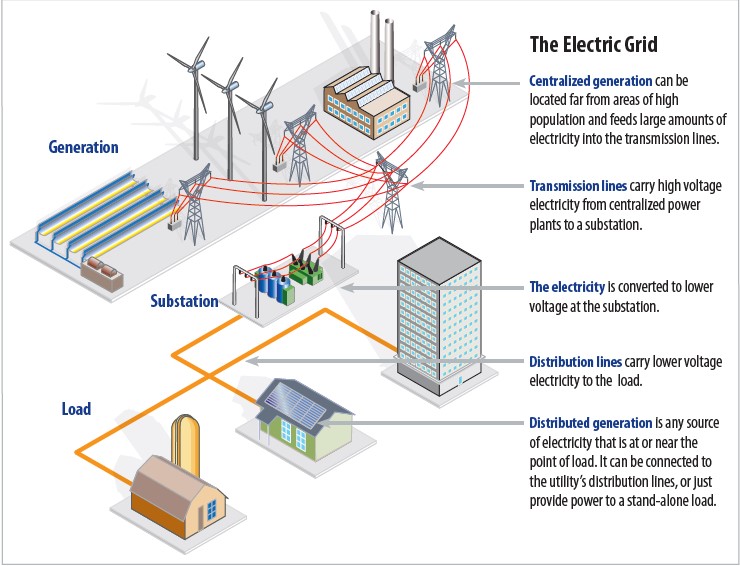 The Electric Grid
Centralized generation can be
located far from areas of high
population and feeds large amounts of
electricity into the transmission lines.
Generation
Transmission lines carry high voltage
electricity from centralized power
plants to a substation.
Substation
The electricity is converted to lower
voltage at the substation.
Distribution lines carry lower voltage
electricity to the load.
Load
Distributed generation is any source
of electricity that is at or near the
point of load. It can be connected to
the utility's distribution lines, or just
provide power to a stand-alone load.